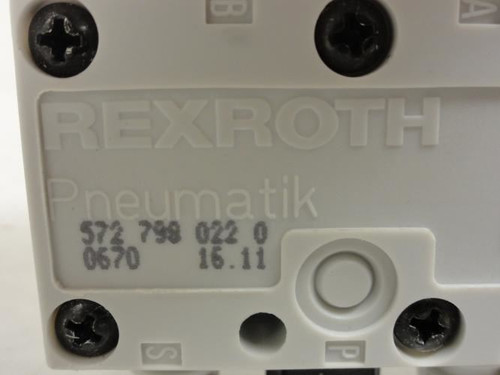 B A
REXROTH
Pneumatik
572 798 022 0
0670 16.11
S P